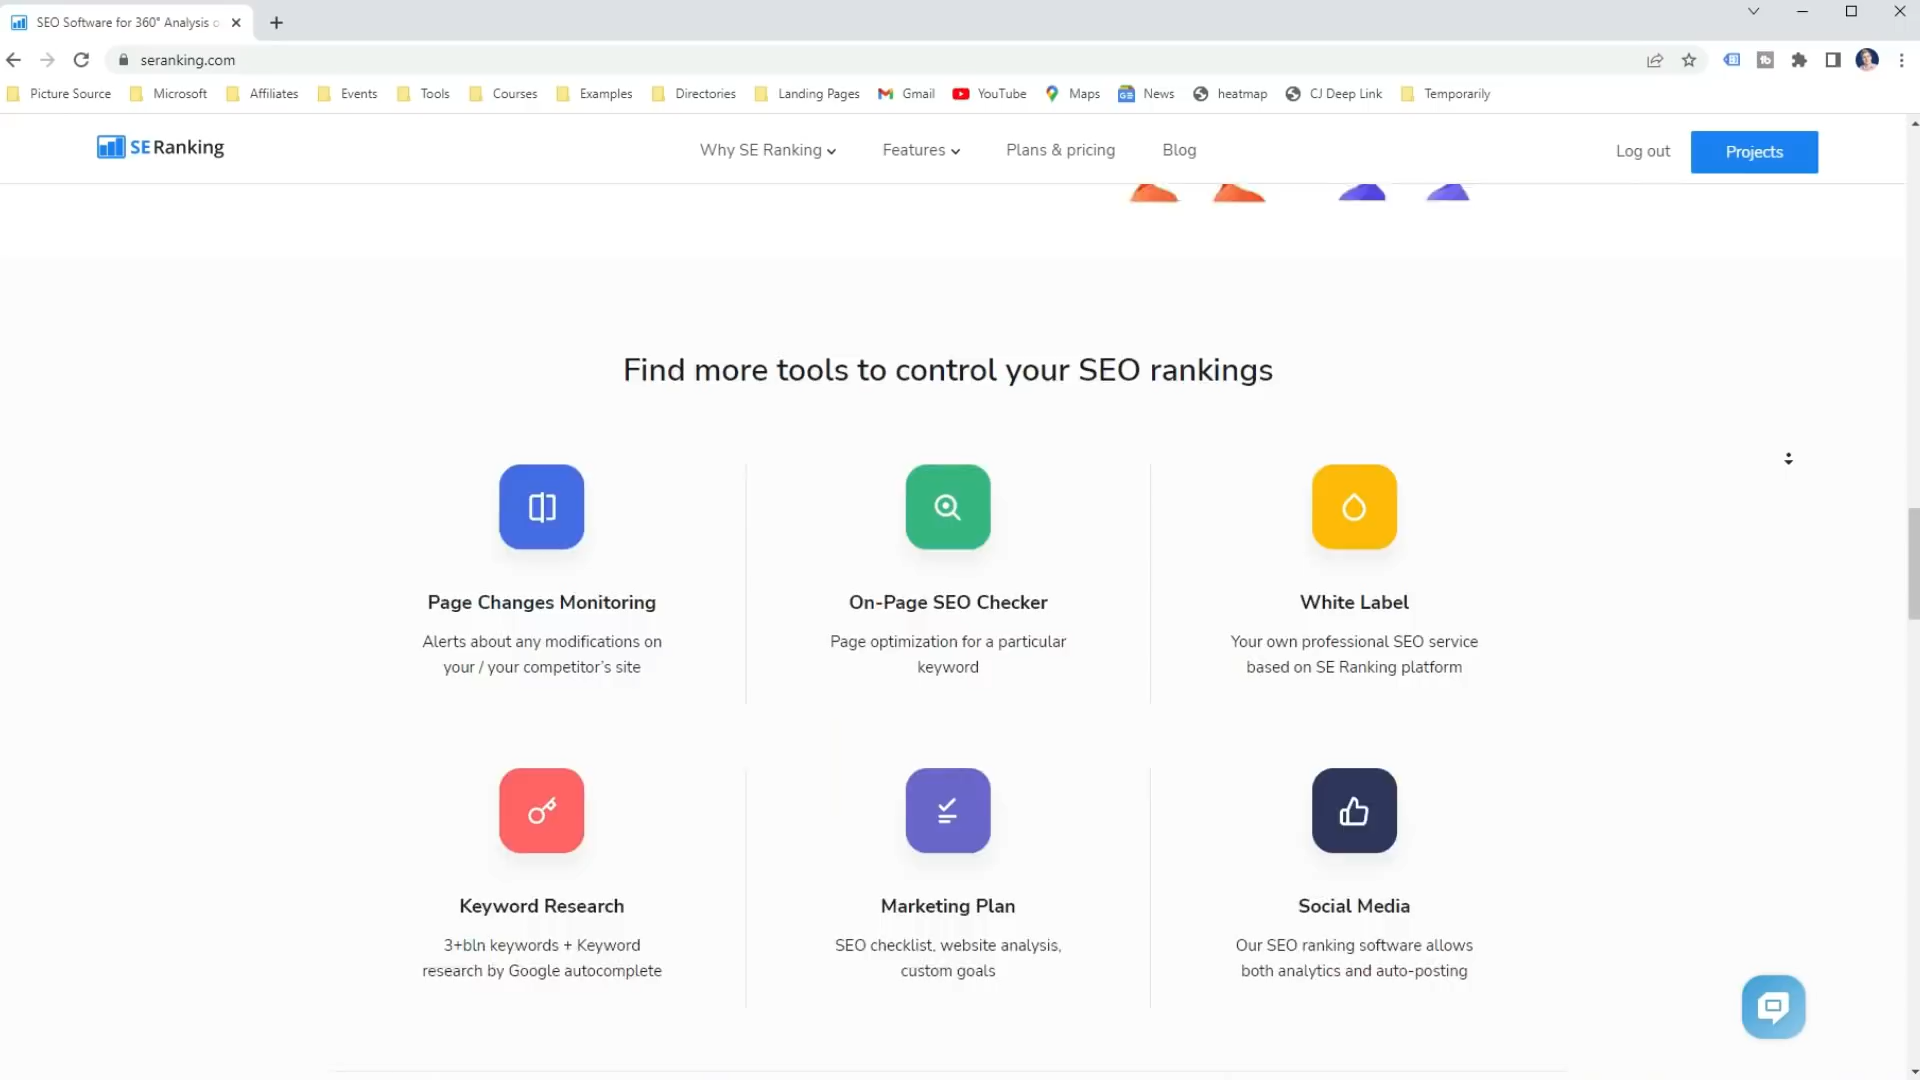 SEO Software for 360° Analysis o
seranking.com
Picture Source Microsoft Affiliates Events Tools Courses Examples Directories Landing Pages Gmail YouTube Maps News heatmap CJ Deep Link Temporarily
SE Ranking Why SE Ranking Features Plans & pricing Blog Log out Projects
Find more tools to control your SEO rankings
Page Changes Monitoring
Alerts about any modifications on
your / your competitor's site
On-Page SEO Checker
Page optimization for a particular
keyword
White Label
Your own professional SEO service
based on SE Ranking platform
Keyword Research
3+bln keywords + Keyword
research by Google autocomplete
Marketing Plan
SEO checklist, website analysis,
custom goals
Social Media
Our SEO ranking software allows
both analytics and auto-posting